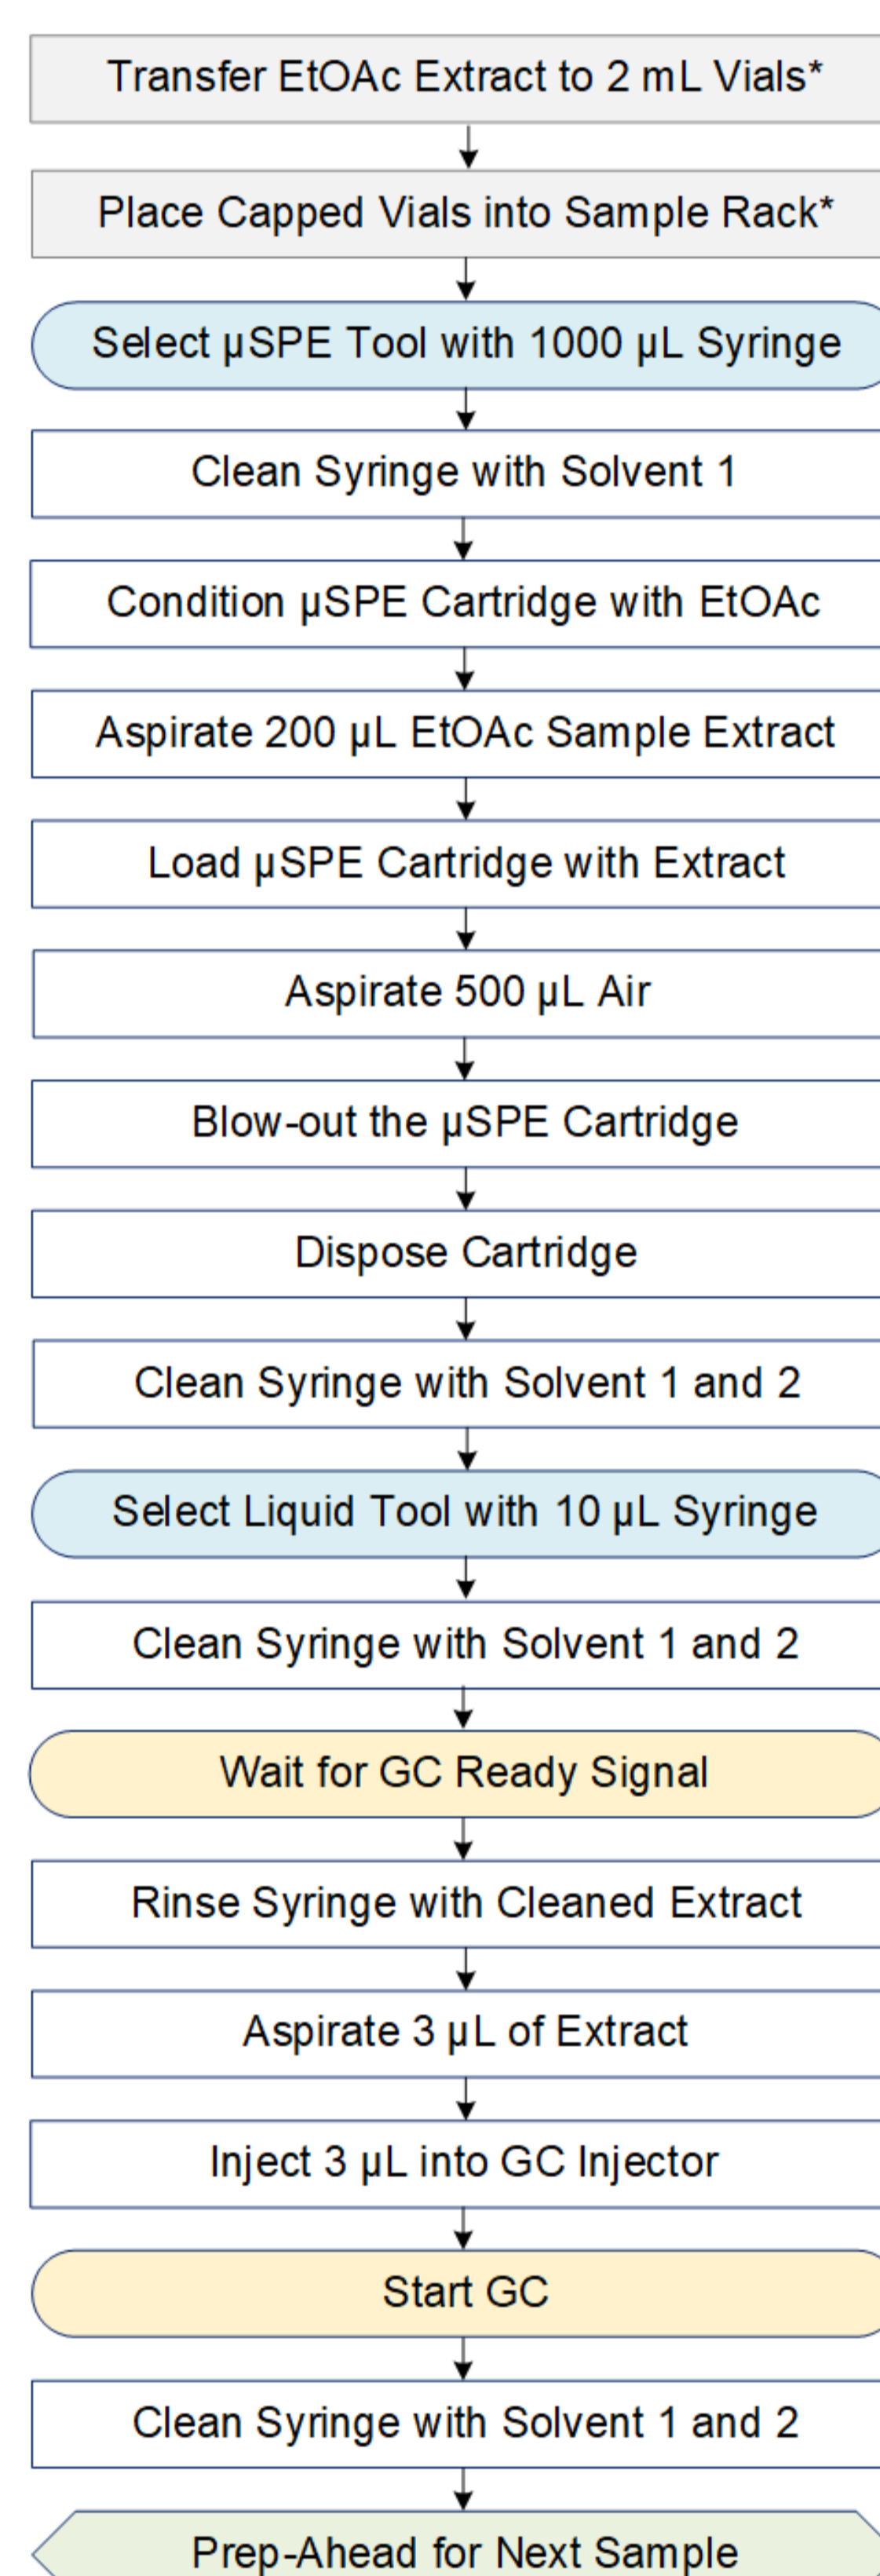 Transfer EtOAc Extract to 2 mL Vials*
Place Capped Vials into Sample Rack*
Select µSPE Tool with 1000 µL Syringe
Clean Syringe with Solvent 1
Condition µSPE Cartridge with EtOAc
Aspirate 200 µL EtOAc Sample Extract
Load µSPE Cartridge with Extract
Aspirate 500 µL Air
Blow-out the µSPE Cartridge
Dispose Cartridge
Clean Syringe with Solvent 1 and 2
Select Liquid Tool with 10 µL Syringe
Clean Syringe with Solvent 1 and 2
Wait for GC Ready Signal
Rinse Syringe with Cleaned Extract
Aspirate 3 µL of Extract
Inject 3 µL into GC Injector
Start GC
Clean Syringe with Solvent 1 and 2
Prep-Ahead for Next Sample